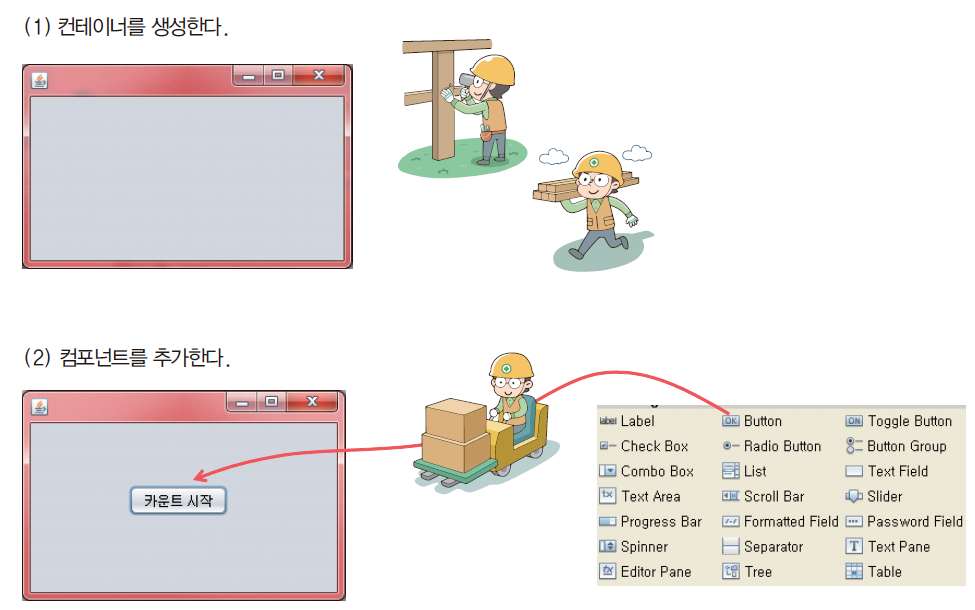 (1) 컨테이너를 생성한다.
(2) 컴포넌트를 추가한다.
카운트 시작
Label Button Toggle Button
Check Box Radio Button Button Group
Combo Box List Text Field
Text Area Scroll Bar Slider
Progress Bar Formatted Field Password Field
Spinner Separator Text Pane
Editor Pane Tree Table